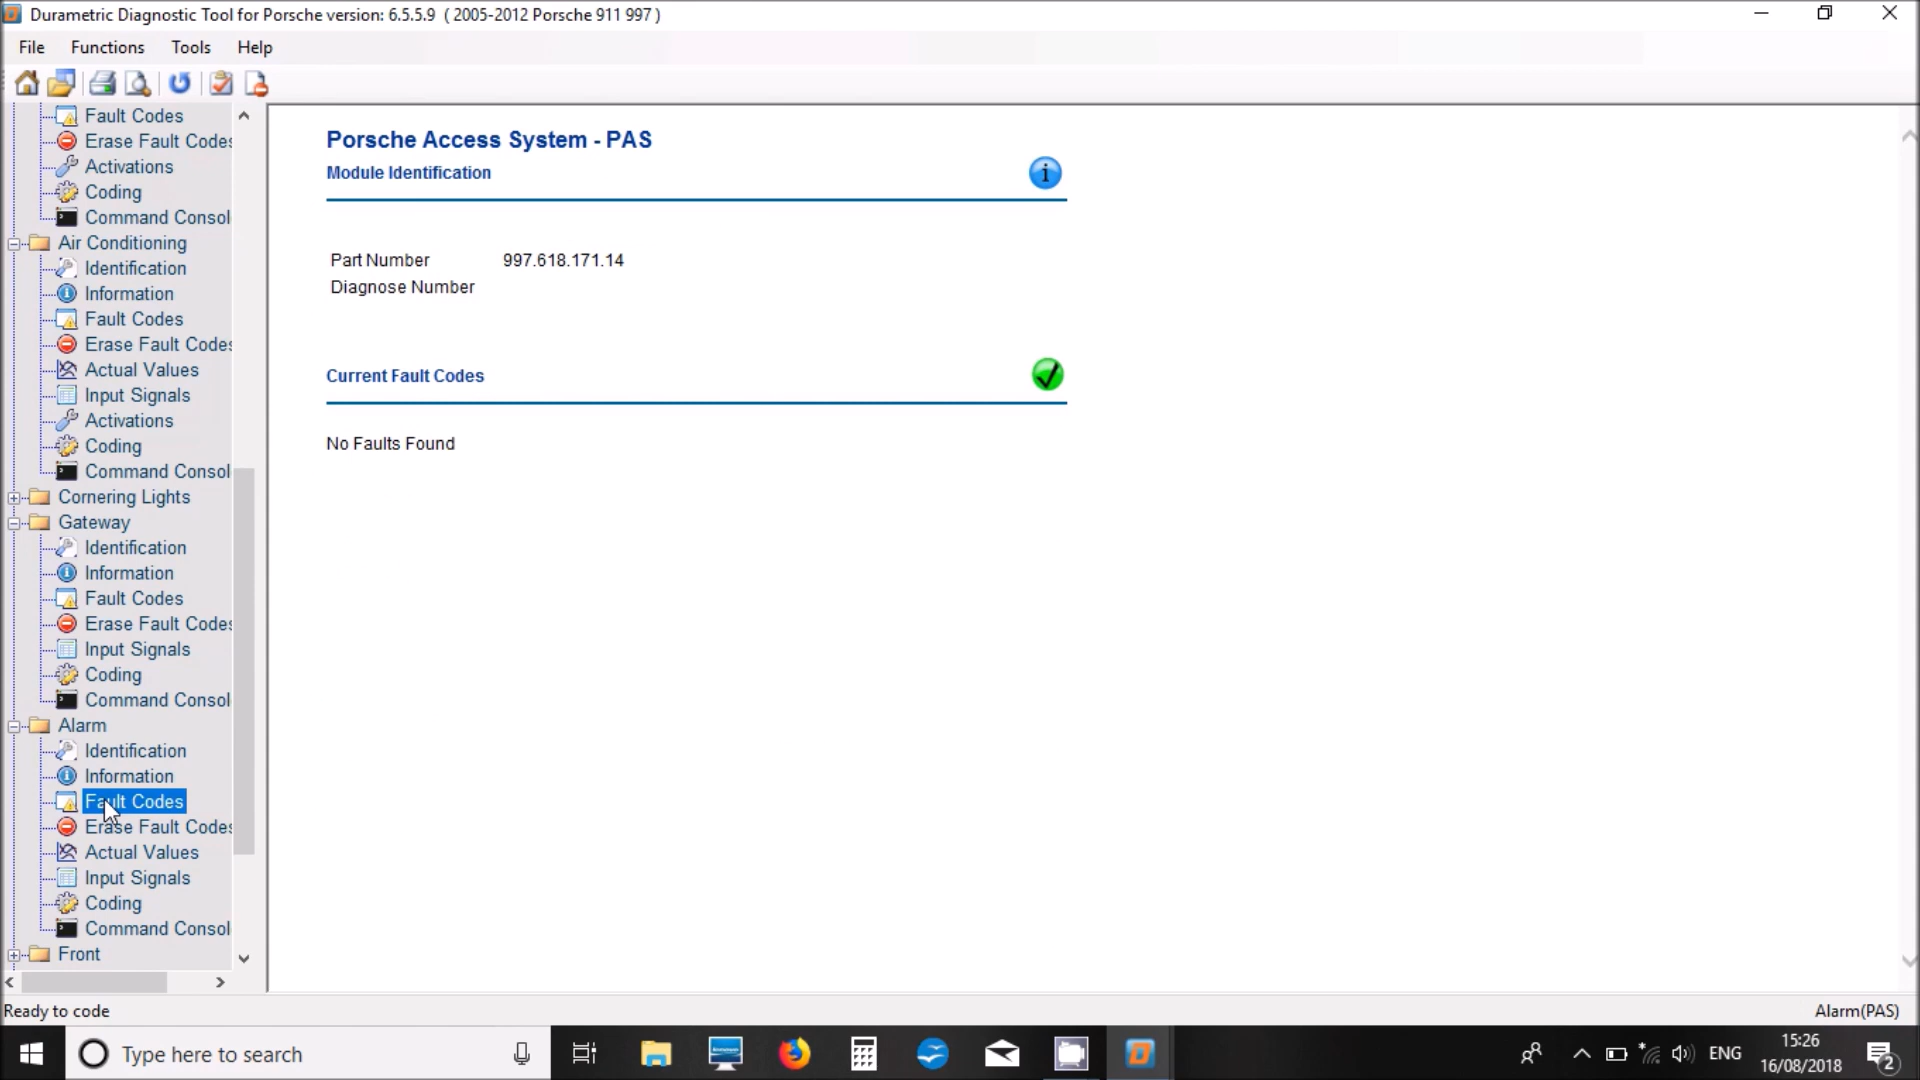 Durametric Diagnostic Tool for Porsche version: 6.5.5.9 ( 2005-2012 Porsche 911 997 )
File Functions Tools Help
Fault Codes
Erase Fault Codes
Activations
Coding
Command Consol
Air Conditioning
Identification
Information
Fault Codes
Erase Fault Codes
Actual Values
Input Signals
Activations
Coding
Command Consol
Cornering Lights
Gateway
Identification
Information
Fault Codes
Erase Fault Codes
Input Signals
Coding
Command Consol
Alarm
Identification
Information
Fault Codes
Erase Fault Codes
Actual Values
Input Signals
Coding
Command Consol
Front
Porsche Access System - PAS
Module Identification
Part Number 997.618.171.14
Diagnose Number
Current Fault Codes
No Faults Found
Ready to code Alarm(PAS)
Type here to search
ENG
15:26
16/08/2018
2